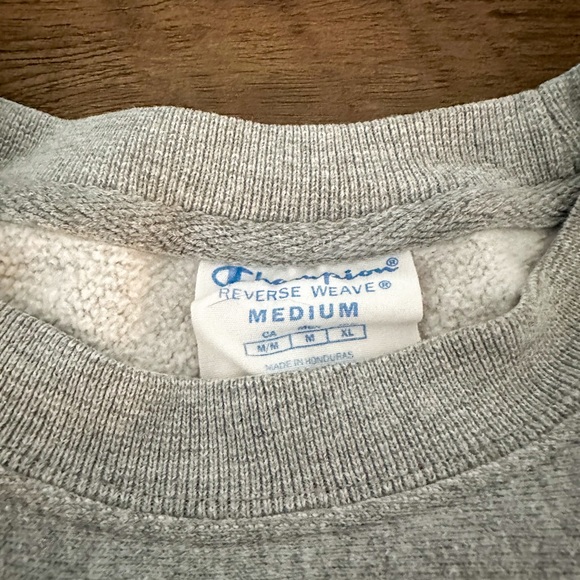 Champion®
REVERSE WEAVE®
MEDIUM
CA
M/M M XL
MADE IN HONDURAS